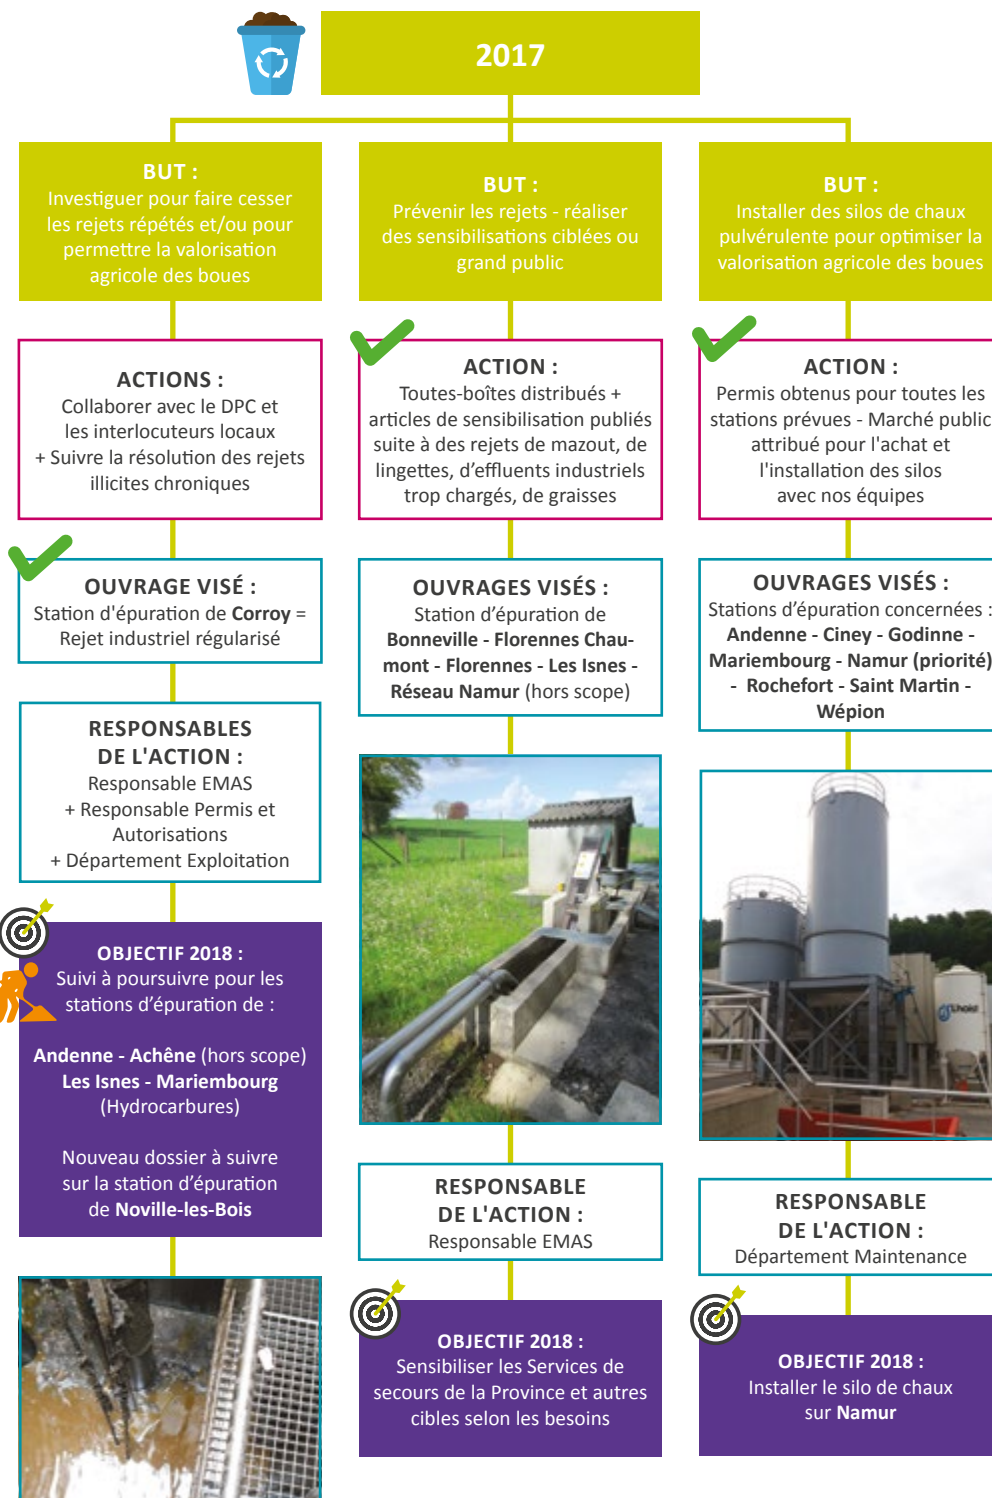 2017
BUT :
Investiguer pour faire cesser
les rejets répétés et/ou pour
permettre la valorisation
agricole des boues
ACTIONS :
Collaborer avec le DPC et
les interlocuteurs locaux
+ Suivre la résolution des rejets
illicites chroniques
OUVRAGE VISÉ :
Station d'épuration de Corroy =
Rejet industriel régularisé
RESPONSABLES
DE L'ACTION :
Responsable EMAS
+ Responsable Permis et
Autorisations
+ Département Exploitation
OBJECTIF 2018 :
Suivi à poursuivre pour les
stations d'épuration de :
Andenne - Achêne (hors scope)
Les Isnes - Mariembourg
(Hydrocarbures)
Nouveau dossier à suivre
sur la station d'épuration
de Noville-les-Bois
BUT :
Prévenir les rejets - réaliser
des sensibilisations ciblées ou
grand public
ACTION :
Toutes-boîtes distribués +
articles de sensibilisation publiés
suite à des rejets de mazout, de
lingettes, d'effluents industriels
trop chargés, de graisses
OUVRAGES VISÉS :
Station d'épuration de
Bonneville - Florennes Chau-
mont - Florennes - Les Isnes -
Réseau Namur (hors scope)
RESPONSABLE
DE L'ACTION :
Responsable EMAS
OBJECTIF 2018 :
Sensibiliser les Services de
secours de la Province et autres
cibles selon les besoins
BUT :
Installer des silos de chaux
pulvérulente pour optimiser la
valorisation agricole des boues
ACTION :
Permis obtenus pour toutes les
stations prévues - Marché public
attribué pour l'achat et
l'installation des silos
avec nos équipes
OUVRAGES VISÉS :
Stations d'épuration concernées :
Andenne - Ciney - Godinne -
Mariembourg - Namur (priorité)
- Rochefort - Saint Martin -
Wépion
Lhoist
RESPONSABLE
DE L'ACTION :
Département Maintenance
OBJECTIF 2018 :
Installer le silo de chaux
sur Namur